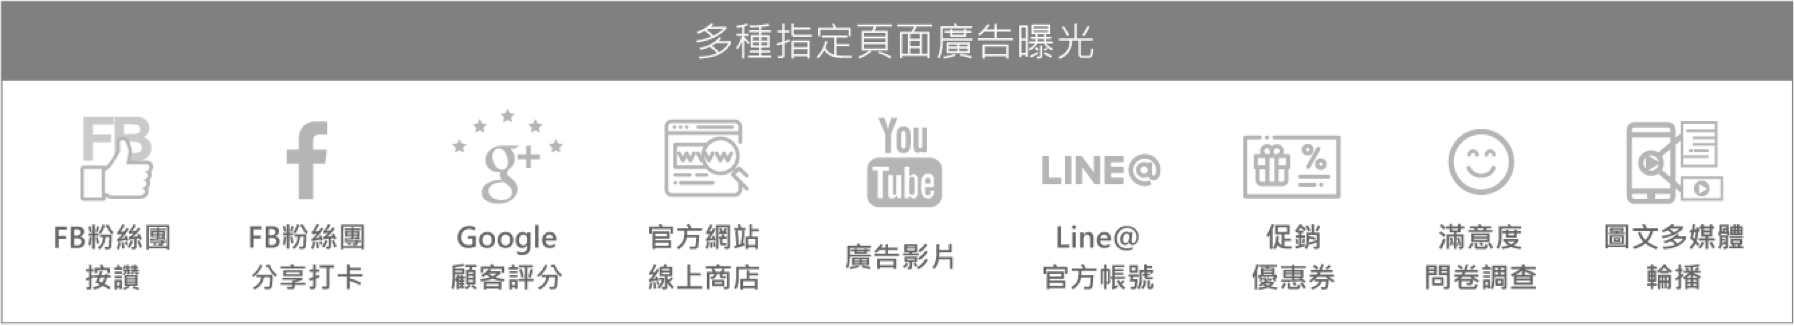 多種指定頁面廣告曝光
FB
g+
www
You
Tube
LINE@
%
FB粉絲團
按讚
FB粉絲團
分享打卡
Google
顧客評分
官方網站
線上商店
廣告影片
Line@
官方帳號
促銷
優惠券
滿意度
問卷調查
圖文多媒體
輪播